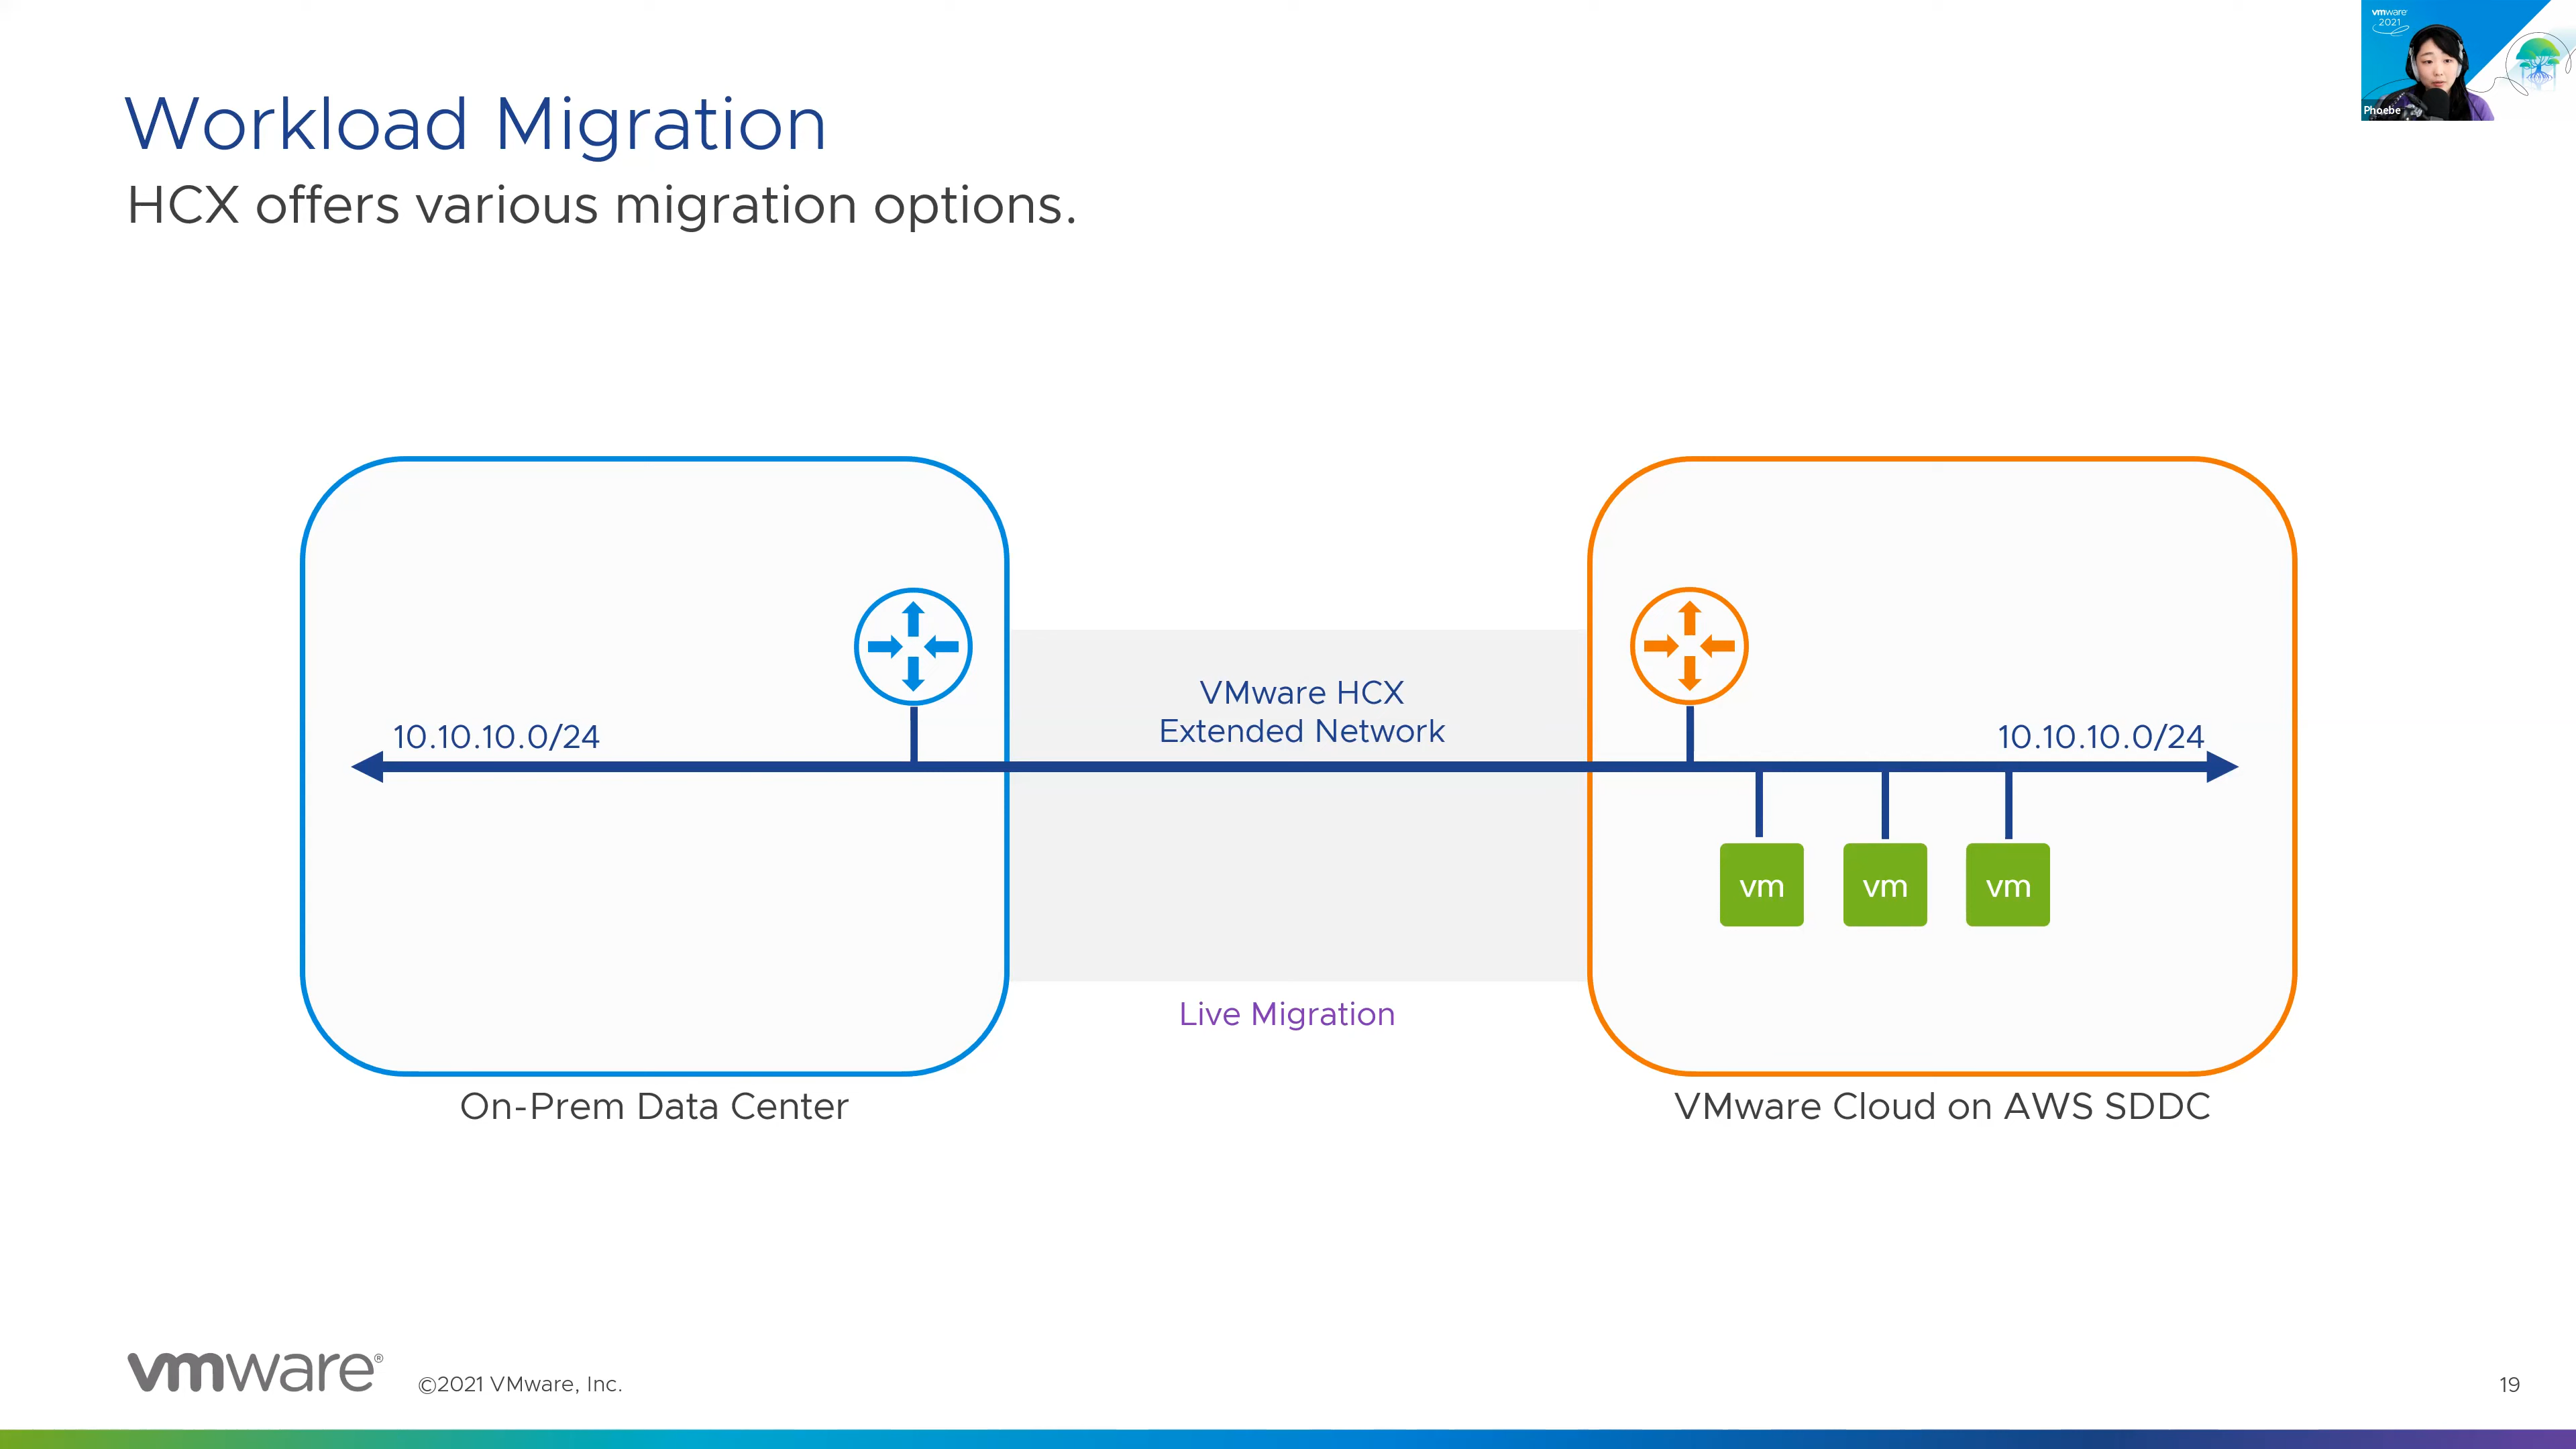 vmware
2021
Phoebe
Workload Migration
HCX offers various migration options.
VMware HCX
Extended Network
10.10.10.0/24
10.10.10.0/24
vm
vm
vm
Live Migration
On-Prem Data Center
VMware Cloud on AWS SDDC
vmware®
©2021 VMware, Inc.
19